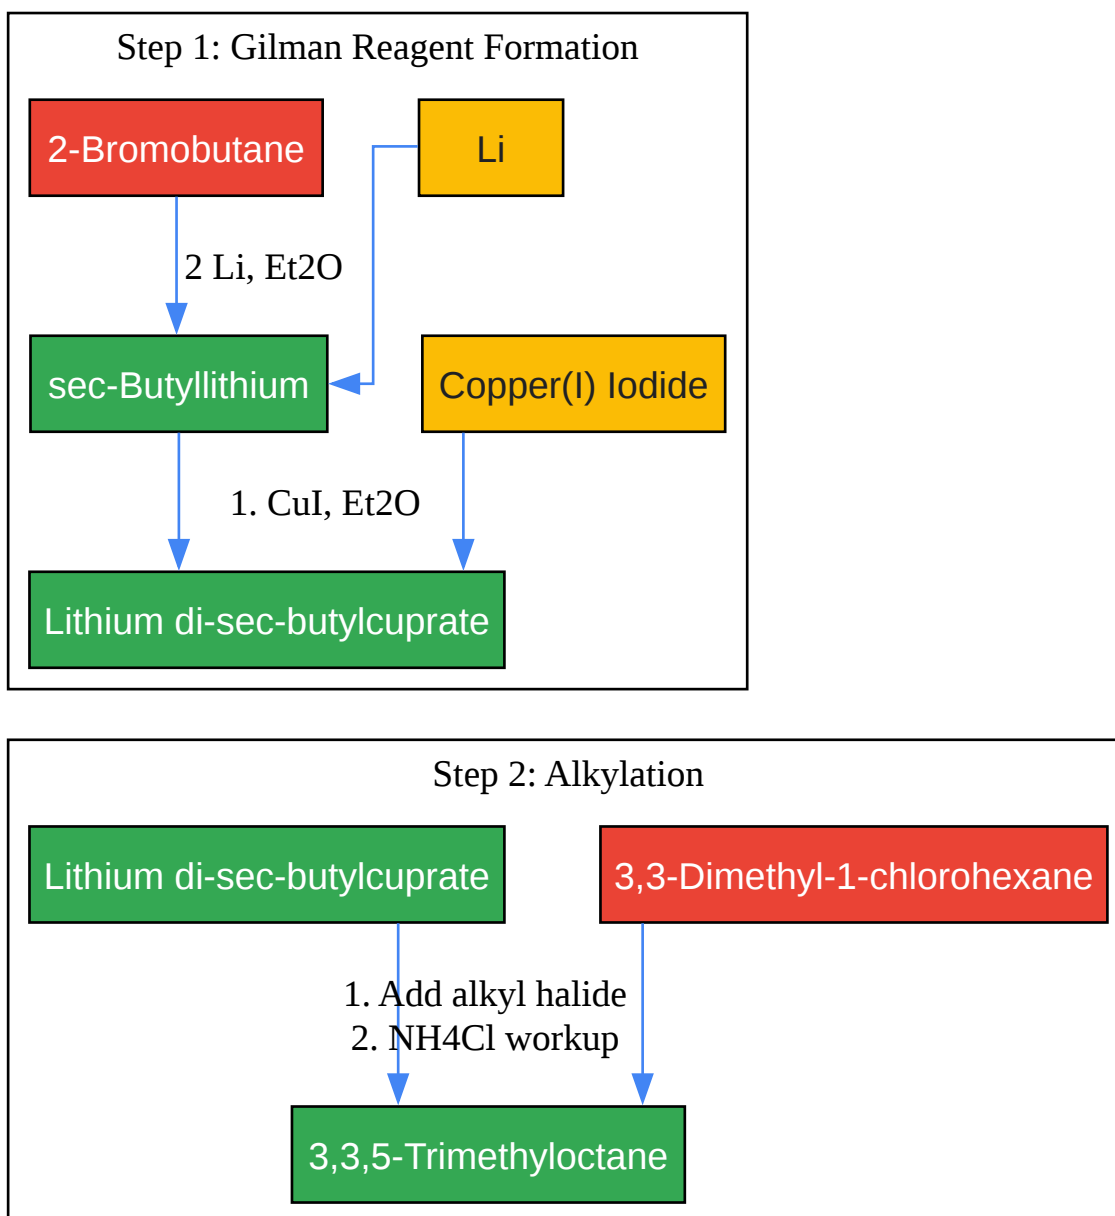 Step 1: Gilman Reagent Formation
2-Bromobutane
Li
2 Li, Et2O
sec-Butyllithium
Copper(I) Iodide
1. CuI, Et2O
Lithium di-sec-butylcuprate
Step 2: Alkylation
Lithium di-sec-butylcuprate
3,3-Dimethyl-1-chlorohexane
1. Add alkyl halide
2. NH4Cl workup
3,3,5-Trimethyloctane